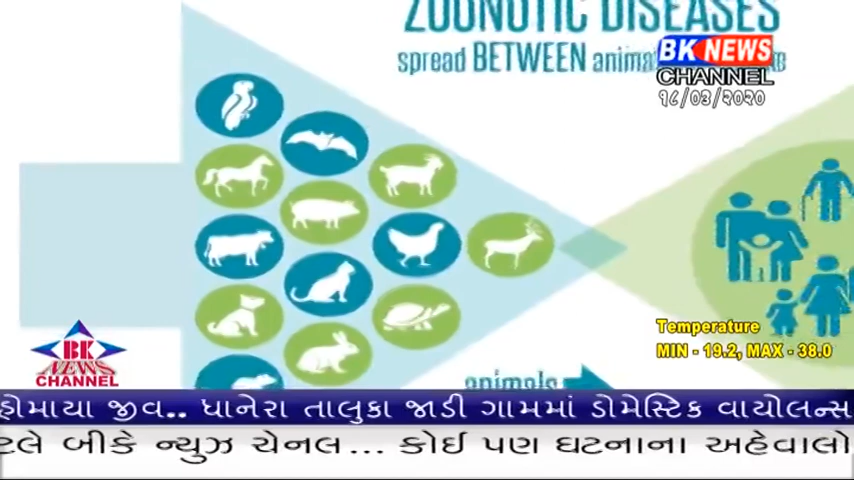 ZOONOTIC DISEASES
spread BETWEEN
BK NEWS
CHANNEL
૧૮/૦૩/૨૦૨૦
Temperature
MIN - 19.2, MAX - 38.0
BK
NEWS
CHANNEL
animals
હોમાયા જીવ.. ધાનેરા તાલુકા જાડી ગામમાં ડોમેસ્ટિક વાયોલન્સ
એટલે બીકે ન્યુઝ ચેનલ... કોઈ પણ ઘટનાના અહેવાલો